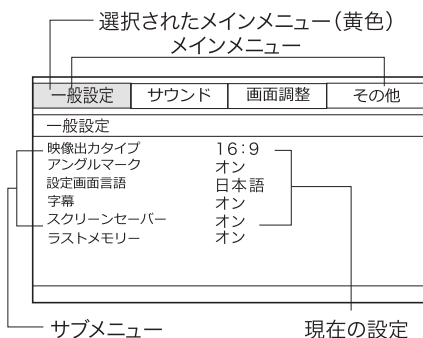 選択されたメインメニュー(黄色)
メインメニュー
一般設定 サウンド 画面調整 その他
一般設定
映像出力タイプ 16:9
アングルマーク オン
設定画面言語 日本語
字幕 オン
スクリーンセーバー オン
ラストメモリー オン
サブメニュー 現在の設定